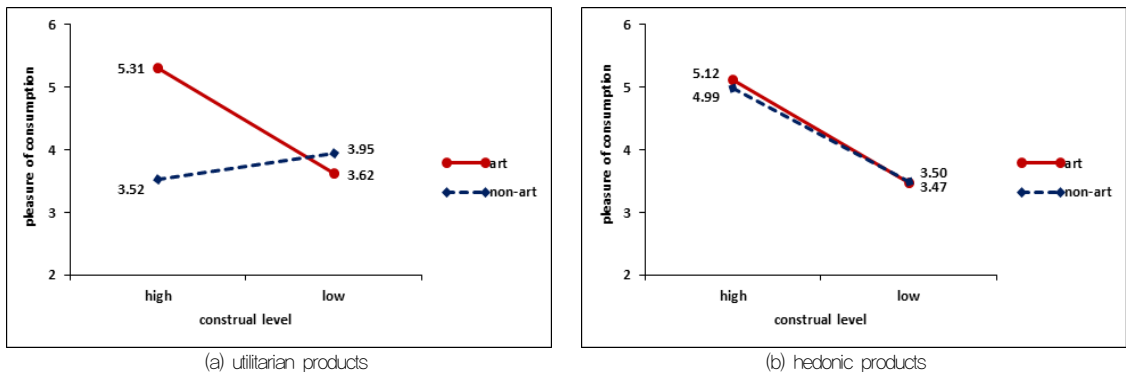 6
5
4
3
2
pleasure of consumption
5.31
3.52
3.95
3.62
high
low
construal level
art
non-art
(a) utilitarian products
6
5
4
3
2
pleasure of consumption
5.12
4.99
3.50
3.47
high
low
construal level
art
non-art
(b) hedonic products